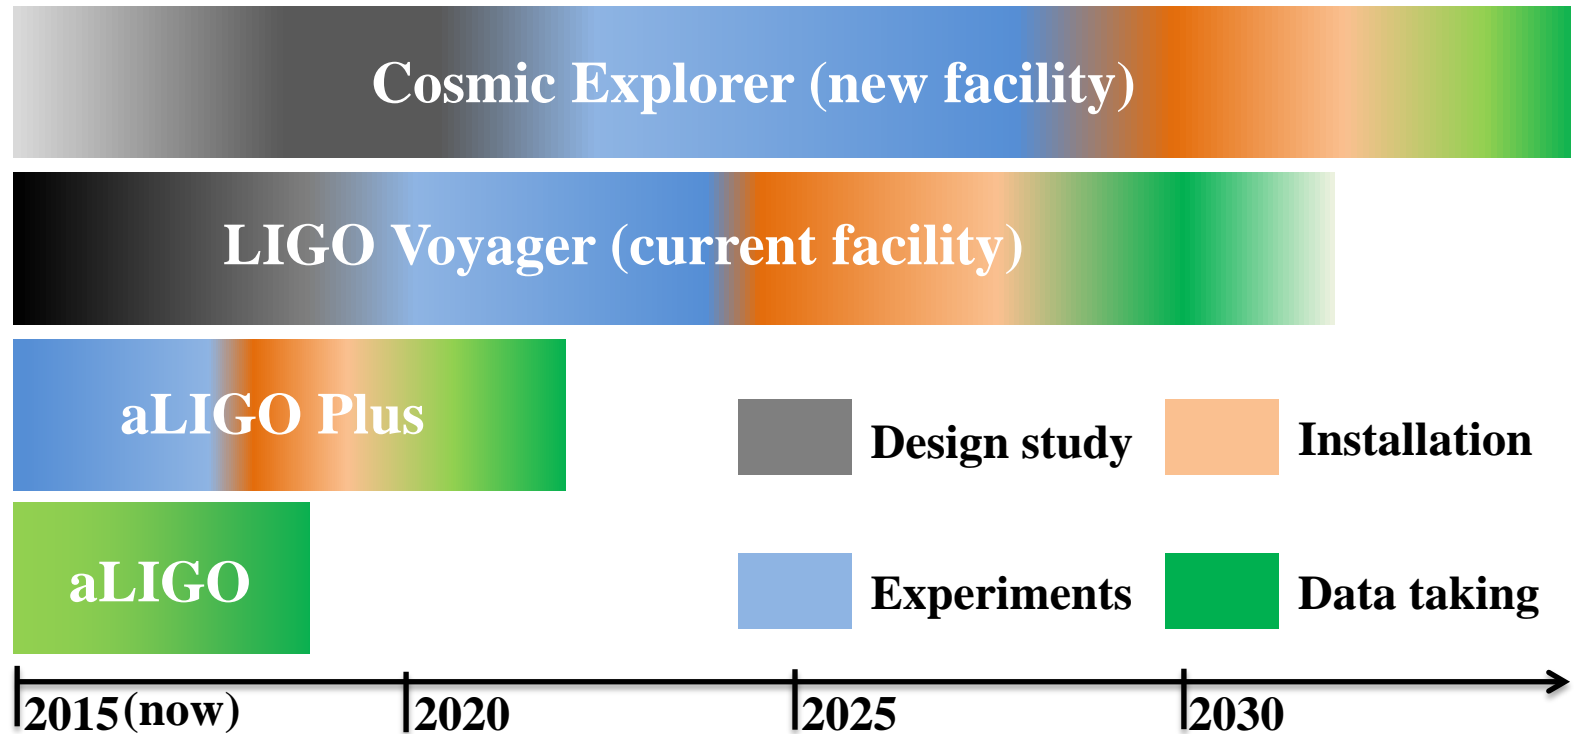 Cosmic Explorer (new facility)
LIGO Voyager (current facility)
aLIGO Plus
Design study
Installation
aLIGO
Experiments
Data taking
2015 (now)
2020
2025
2030